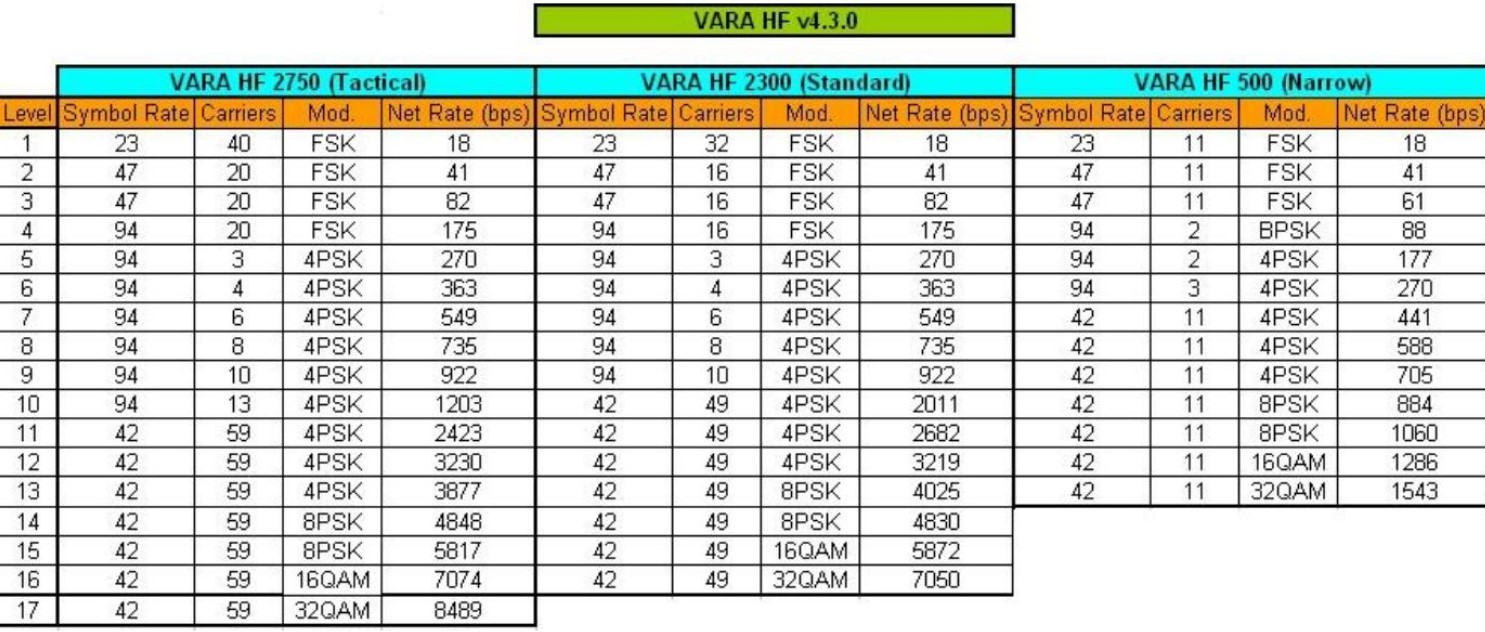 VARA HF v4.3.0
VARA HF 2750 (Tactical) VARA HF 2300 (Standard) VARA HF 500 (Narrow)
Level Symbol Rate Carriers Mod. Net Rate (bps) Symbol Rate Carriers Mod. Net Rate (bps) Symbol Rate Carriers Mod. Net Rate (bps)
1 23 40 FSK 18 23 32 FSK 18 23 11 FSK 18
2 47 20 FSK 41 47 16 FSK 41 47 11 FSK 41
3 47 20 FSK 82 47 16 FSK 82 47 11 FSK 61
4 94 20 FSK 175 94 16 FSK 175 94 2 BPSK 88
5 94 3 4PSK 270 94 3 4PSK 270 94 2 4PSK 177
6 94 4 4PSK 363 94 4 4PSK 363 94 3 4PSK 270
7 94 6 4PSK 549 94 6 4PSK 549 42 11 4PSK 441
8 94 8 4PSK 735 94 8 4PSK 735 42 11 4PSK 588
9 94 10 4PSK 922 94 10 4PSK 922 42 11 4PSK 705
10 94 13 4PSK 1203 42 49 4PSK 2011 42 11 8PSK 884
11 42 59 4PSK 2423 42 49 4PSK 2682 42 11 8PSK 1060
12 42 59 4PSK 3230 42 49 4PSK 3219 42 11 16QAM 1286
13 42 59 4PSK 3877 42 49 8PSK 4025 42 11 32QAM 1543
14 42 59 8PSK 4848 42 49 8PSK 4830
15 42 59 8PSK 5817 42 49 16QAM 5872
16 42 59 16QAM 7074 42 49 32QAM 7050
17 42 59 32QAM 8489